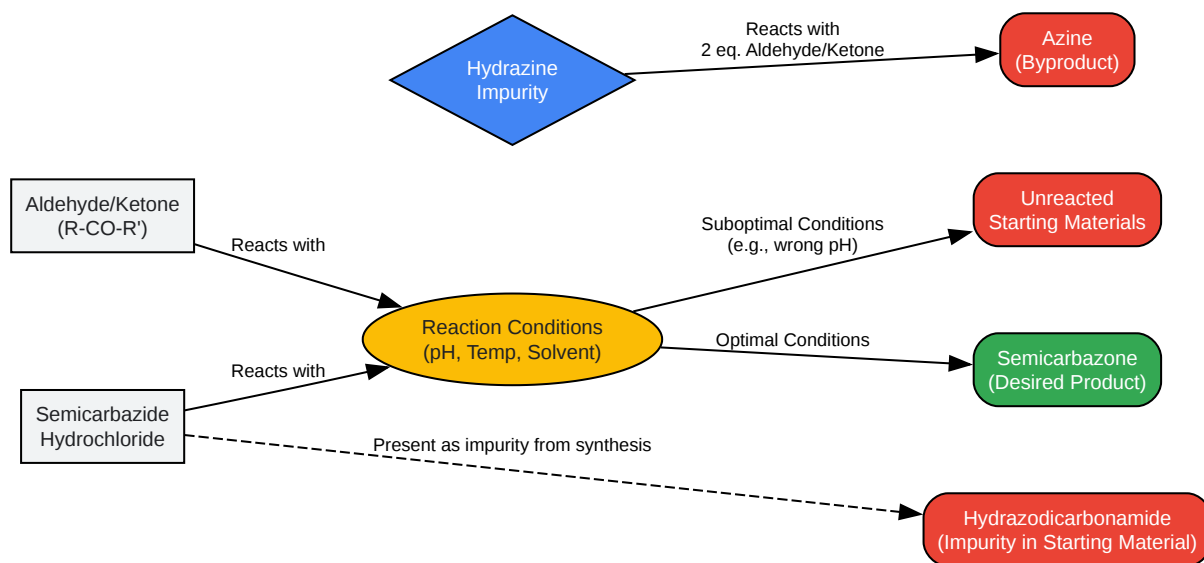 Hydrazine
Impurity
Reacts with
2 eq. Aldehyde/Ketone
Azine
(Byproduct)
Aldehyde/Ketone
(R-CO-R')
Reacts with
Semicarbazide
Hydrochloride
Reacts with
Reaction Conditions
(pH, Temp, Solvent)
Suboptimal Conditions
(e.g., wrong pH)
Unreacted
Starting Materials
Optimal Conditions
Semicarbazone
(Desired Product)
Present as impurity from synthesis
Hydrazodicarbonamide
(Impurity in Starting Material)